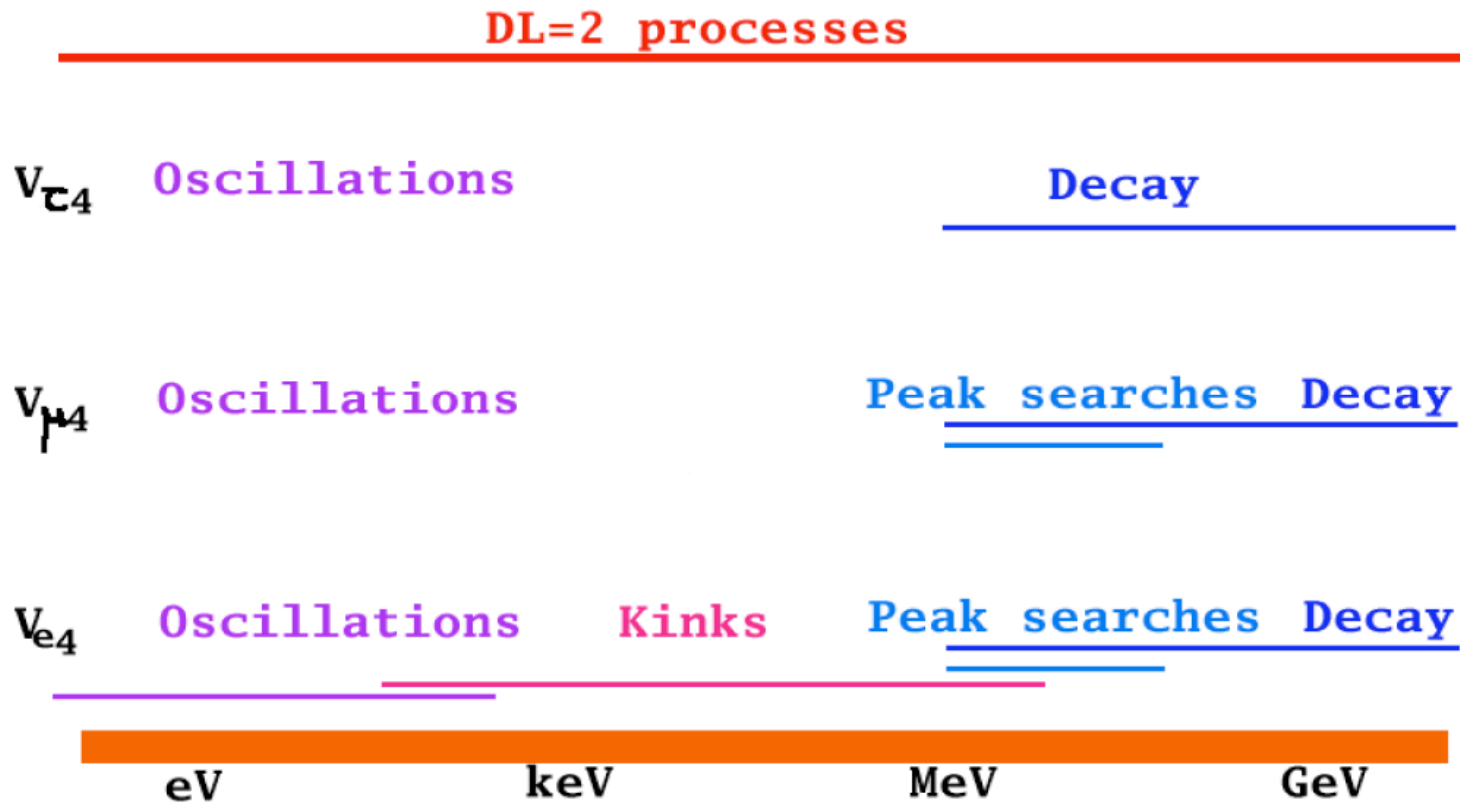 DL=2 processes
Vτ4 Oscillations Decay
Vμ4 Oscillations Peak searches Decay
Ve4 Oscillations Kinks Peak searches Decay
eV keV MeV GeV